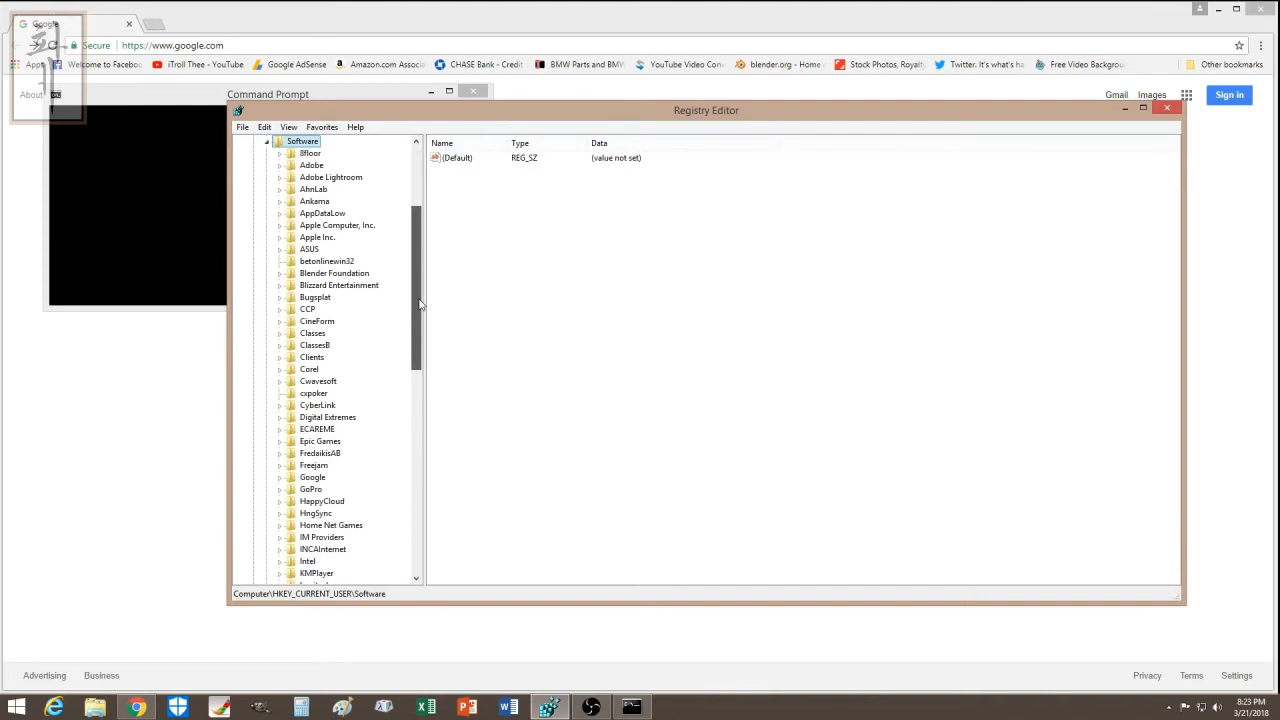 Google
Secure https://www.google.com
Welcome to Facebo
iTroll Thee - YouTube
Google AdSense
Amazon.com Associa
CHASE Bank - Credit
BMW Parts and BMW
YouTube Video Conv
blender.org - Home
Stock Photos, Royalty
Twitter. It's what's ha
Free Video Backgrou
Other bookmarks
About
Gmail Images Sign in
Command Prompt
Registry Editor
File Edit View Favorites Help
Name Type Data
(Default) REG_SZ (value not set)
Software
8floor
Adobe
Adobe Lightroom
AhnLab
Ankama
AppDataLow
Apple Computer, Inc.
Apple Inc.
ASUS
betonlinewin32
Blender Foundation
Blizzard Entertainment
Bugsplat
CCP
CineForm
Classes
ClassesB
Clients
Corel
Cwavesoft
cxpoker
CyberLink
Digital Extremes
ECAREME
Epic Games
FredaikisAB
Freejam
Google
GoPro
HappyCloud
HngSync
Home Net Games
IM Providers
INCAInternet
Intel
KMPlayer
Computer\HKEY_CURRENT_USER\Software
Advertising Business
Privacy Terms Settings
8:23 PM
3/21/2018